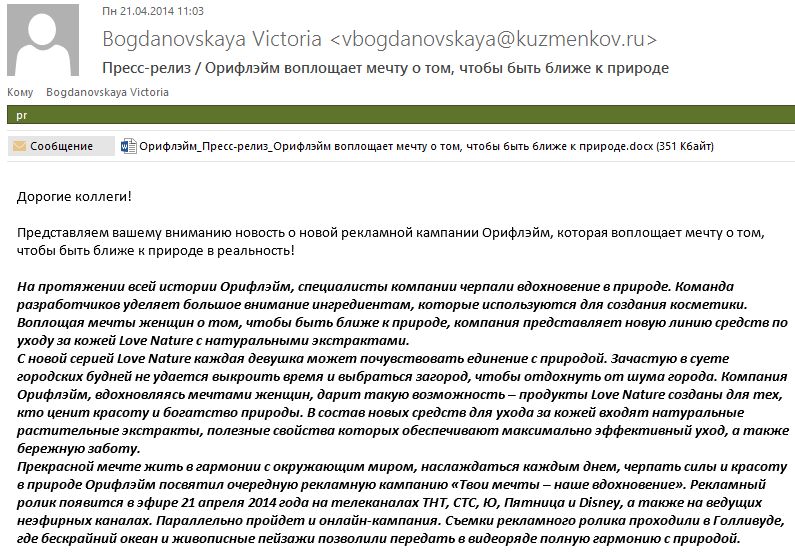 Пн 21.04.2014 11:03
Bogdanovskaya Victoria <vbogdanovskaya@kuzmenkov.ru>
Пресс-релиз / Орифлэйм воплощает мечту о том, чтобы быть ближе к природе
Кому Bogdanovskaya Victoria
pr
Сообщение Орифлэйм_Пресс-релиз_Орифлэйм воплощает мечту о том, чтобы быть ближе к природе.docx (351 Кбайт)
Дорогие коллеги!
Представляем вашему вниманию новость о новой рекламной кампании Орифлэйм, которая воплощает мечту о том,
чтобы быть ближе к природе в реальность!
На протяжении всей истории Орифлэйм, специалисты компании черпали вдохновение в природе. Команда
разработчиков уделяет большое внимание ингредиентам, которые используются для создания косметики.
Воплощая мечты женщин о том, чтобы быть ближе к природе, компания представляет новую линию средств по
уходу за кожей Love Nature с натуральными экстрактами.
С новой серией Love Nature каждая девушка может почувствовать единение с природой. Зачастую в суете
городских будней не удается выкроить время и выбраться загород, чтобы отдохнуть от шума города. Компания
Орифлэйм, вдохновляясь мечтами женщин, дарит такую возможность – продукты Love Nature созданы для тех,
кто ценит красоту и богатство природы. В состав новых средств для ухода за кожей входят натуральные
растительные экстракты, полезные свойства которых обеспечивают максимально эффективный уход, а также
бережную заботу.
Прекрасной мечте жить в гармонии с окружающим миром, наслаждаться каждым днем, черпать силы и красоту
в природе Орифлэйм посвятил очередную рекламную кампанию «Твои мечты – наше вдохновение». Рекламный
ролик появится в эфире 21 апреля 2014 года на телеканалах ТНТ, СТС, Ю, Пятница и Disney, а также на ведущих
неэфирных каналах. Параллельно пройдет и онлайн-кампания. Съемки рекламного ролика проходили в Голливуде,
где бескрайний океан и живописные пейзажи позволили передать в видеоряде полную гармонию с природой.